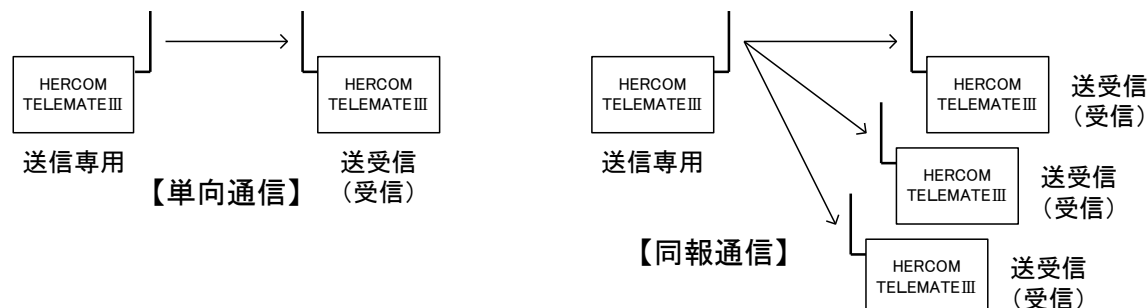 HERCOM
TELEMATEⅢ
送信専用
HERCOM
TELEMATEⅢ
送受信
(受信)
【単向通信】
HERCOM
TELEMATEⅢ
送信専用
HERCOM
TELEMATEⅢ
送受信
(受信)
HERCOM
TELEMATEⅢ
送受信
(受信)
HERCOM
TELEMATEⅢ
送受信
(受信)
【同報通信】